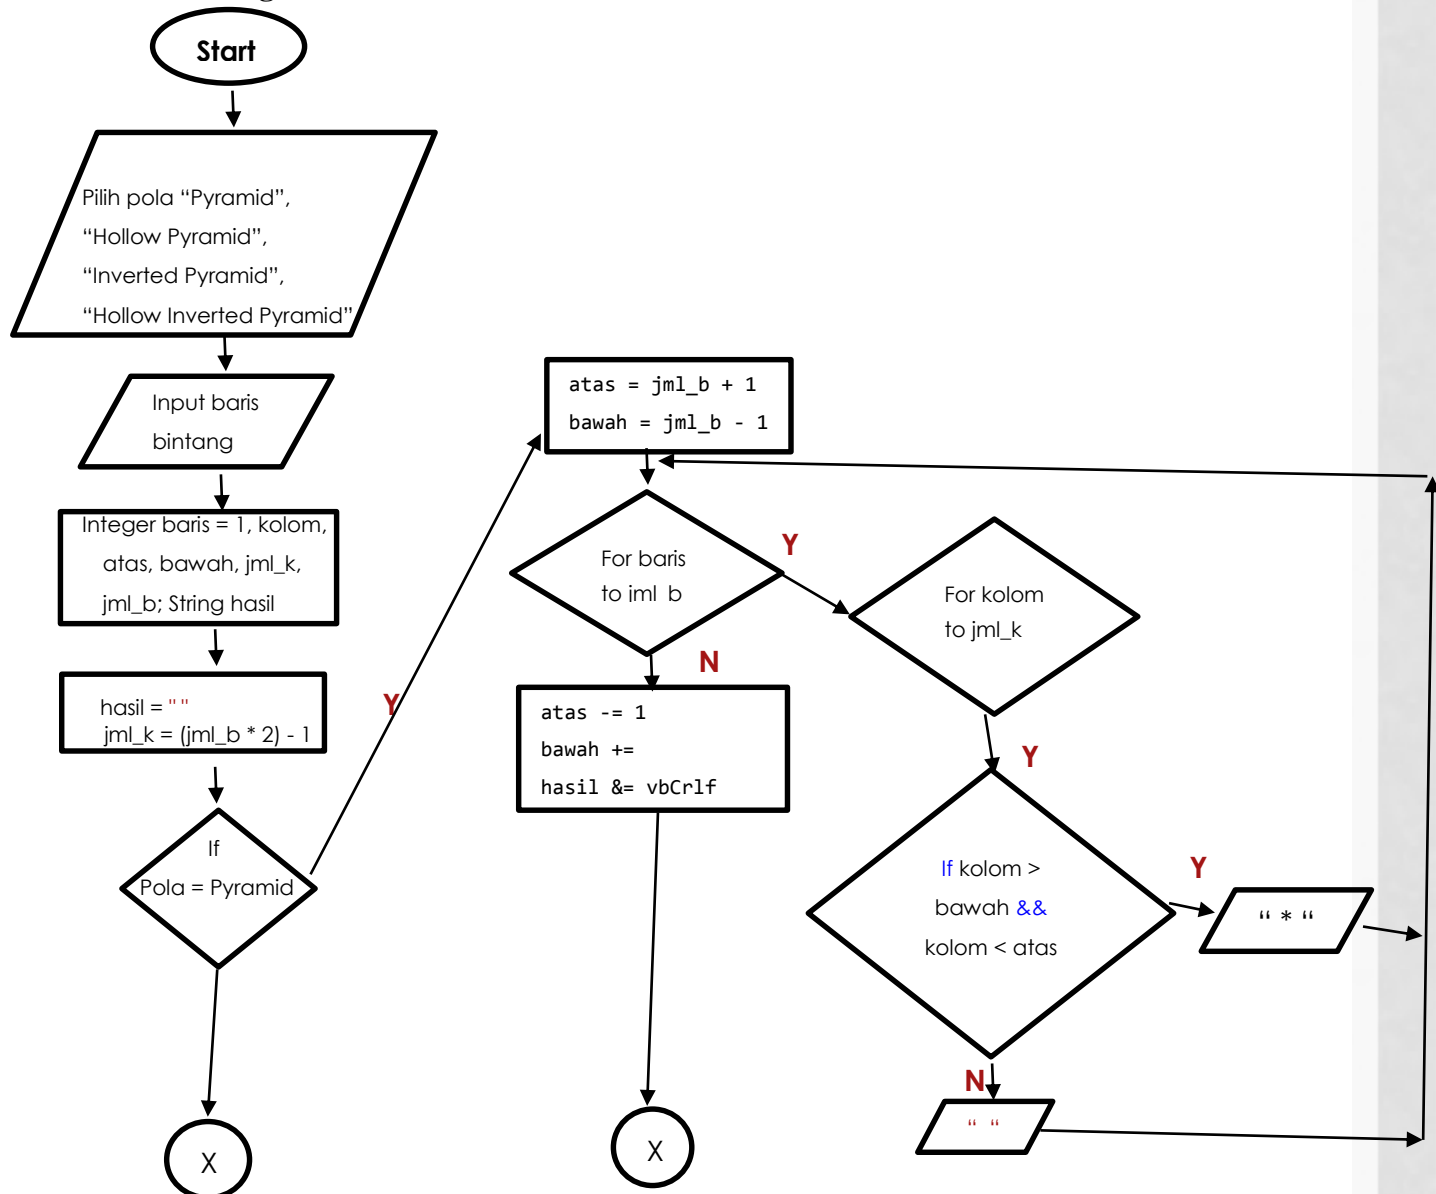 Start
Pilih pola “Pyramid”,
“Hollow Pyramid”,
“Inverted Pyramid”,
“Hollow Inverted Pyramid”
Input baris
bintang
Integer baris = 1, kolom,
atas, bawah, jml_k,
jml_b; String hasil
hasil = " "
jml_k = (jml_b * 2) - 1
If
Pola = Pyramid
Y
X
atas = jml_b + 1
bawah = jml_b - 1
For baris
to jml b
Y
N
atas -= 1
bawah +=
hasil &= vbCrlf
X
For kolom
to jml_k
Y
If kolom >
bawah &&
kolom < atas
Y
“ * “
N
“ “